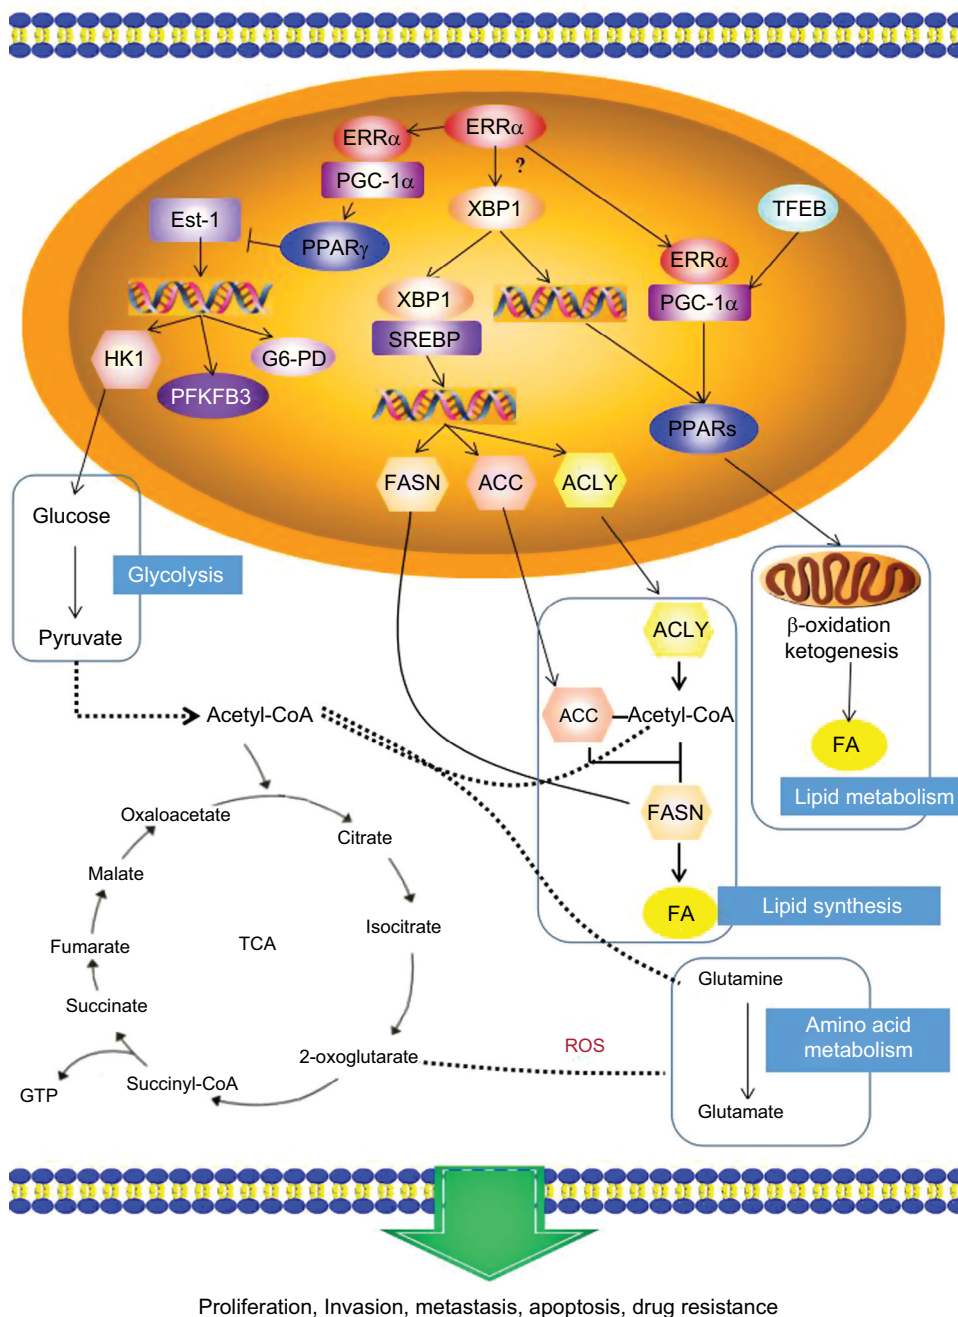 ERRα
ERRα
?
PGC-1α
XBP1
TFEB
Est-1
PPARγ
ERRα
XBP1
PGC-1α
SREBP
HK1
G6-PD
PFKFB3
PPARs
FASN
ACC
ACLY
Glucose
Glycolysis
Pyruvate
ACLY
β-oxidation
ketogenesis
Acetyl-CoA
ACC
Acetyl-CoA
FA
Lipid metabolism
FASN
Oxaloacetate
Citrate
Malate
FA
Lipid synthesis
Isocitrate
Fumarate
TCA
Glutamine
Succinate
Amino acid
metabolism
ROS
2-oxoglutarate
Succinyl-CoA
GTP
Glutamate
Proliferation, Invasion, metastasis, apoptosis, drug resistance